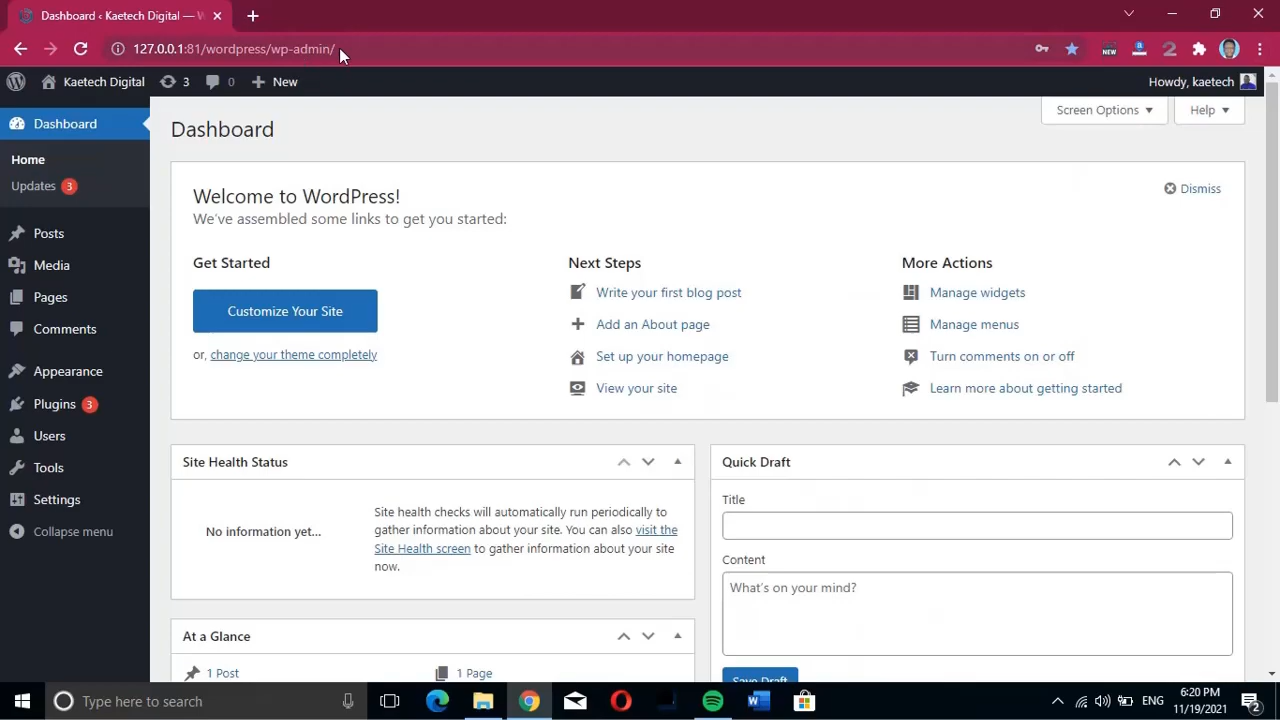 Dashboard ‹ Kaetech Digital — W
127.0.0.1:81/wordpress/wp-admin/
NEW
Kaetech Digital
3
0
New
Howdy, kaetech
Dashboard
Home
Updates 3
Posts
Media
Pages
Comments
Appearance
Plugins 3
Users
Tools
Settings
Collapse menu
Screen Options
Help
Dashboard
Welcome to WordPress!
Dismiss
We've assembled some links to get you started:
Get Started
Customize Your Site
or, change your theme completely
Next Steps
Write your first blog post
Add an About page
Set up your homepage
View your site
More Actions
Manage widgets
Manage menus
Turn comments on or off
Learn more about getting started
Site Health Status
No information yet...
Site health checks will automatically run periodically to
gather information about your site. You can also visit the
Site Health screen to gather information about your site
now.
At a Glance
1 Post
1 Page
Quick Draft
Title
Content
What's on your mind?
Save Draft
Type here to search
ENG
6:20 PM
11/19/2021
2